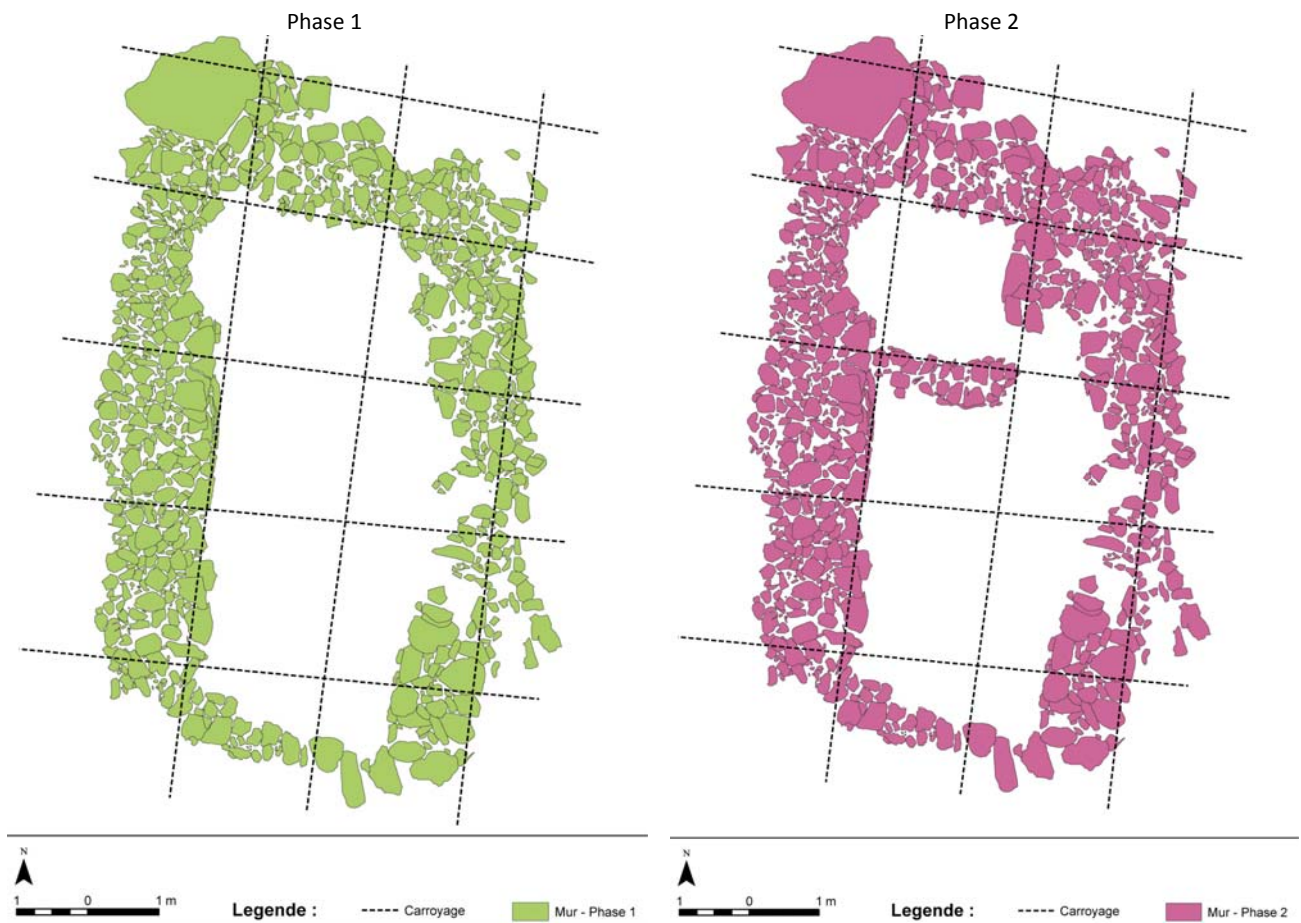 Phase 1
Phase 2
N
1 0 1 m
Legende :
Carroyage
Mur - Phase 1
N
1 0 1 m
Legende :
Carroyage
Mur - Phase 2